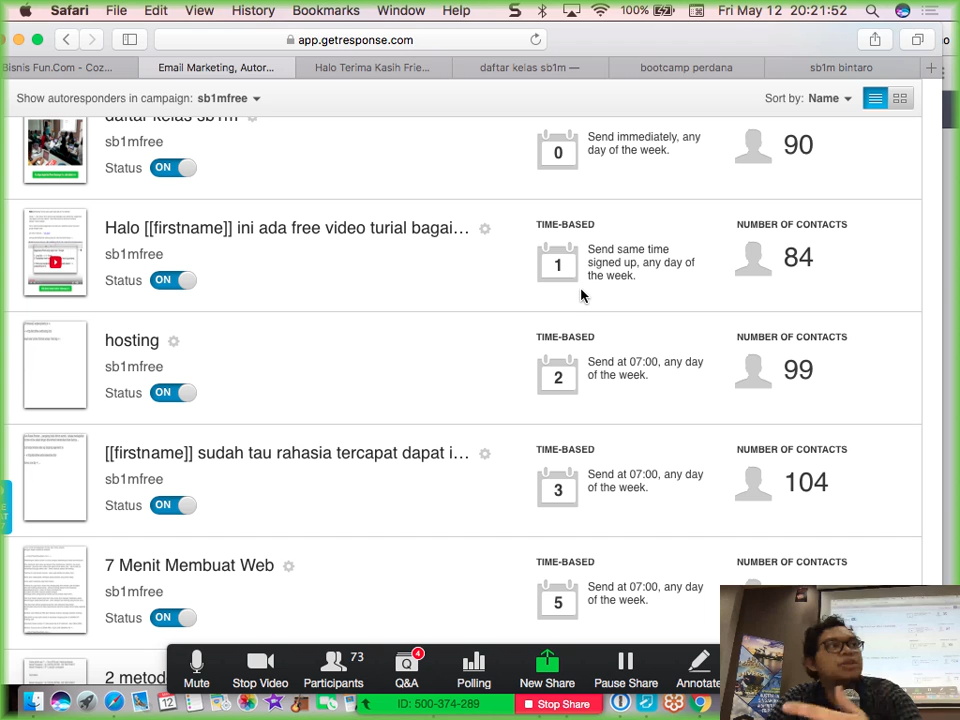 Safari File Edit View History Bookmarks Window Help 100% Fri May 12 20:21:52
app.getresponse.com
Bisnis Fun.Com - Coz... Email Marketing, Autor... Halo Terima Kasih Frie... daftar kelas sb1m — bootcamp perdana sb1m bintaro
Show autoresponders in campaign: sb1mfree Sort by: Name
daftar kelas sb1m
sb1mfree
Status ON
0
Send immediately, any
day of the week.
90
Halo [[firstname]] ini ada free video turial bagai...
sb1mfree
Status ON
TIME-BASED
1
Send same time
signed up, any day of
the week.
NUMBER OF CONTACTS
84
hosting
sb1mfree
Status ON
TIME-BASED
2
Send at 07:00, any day
of the week.
NUMBER OF CONTACTS
99
[[firstname]] sudah tau rahasia tercapat dapat i...
sb1mfree
Status ON
TIME-BASED
3
Send at 07:00, any day
of the week.
NUMBER OF CONTACTS
104
7 Menit Membuat Web
sb1mfree
Status ON
TIME-BASED
5
Send at 07:00, any day
of the week.
NUMBER OF CONTACTS
2 metod
73
4
Mute Stop Video Participants Q&A Polling New Share Pause Share Annotate
12
ID: 500-374-289 Stop Share